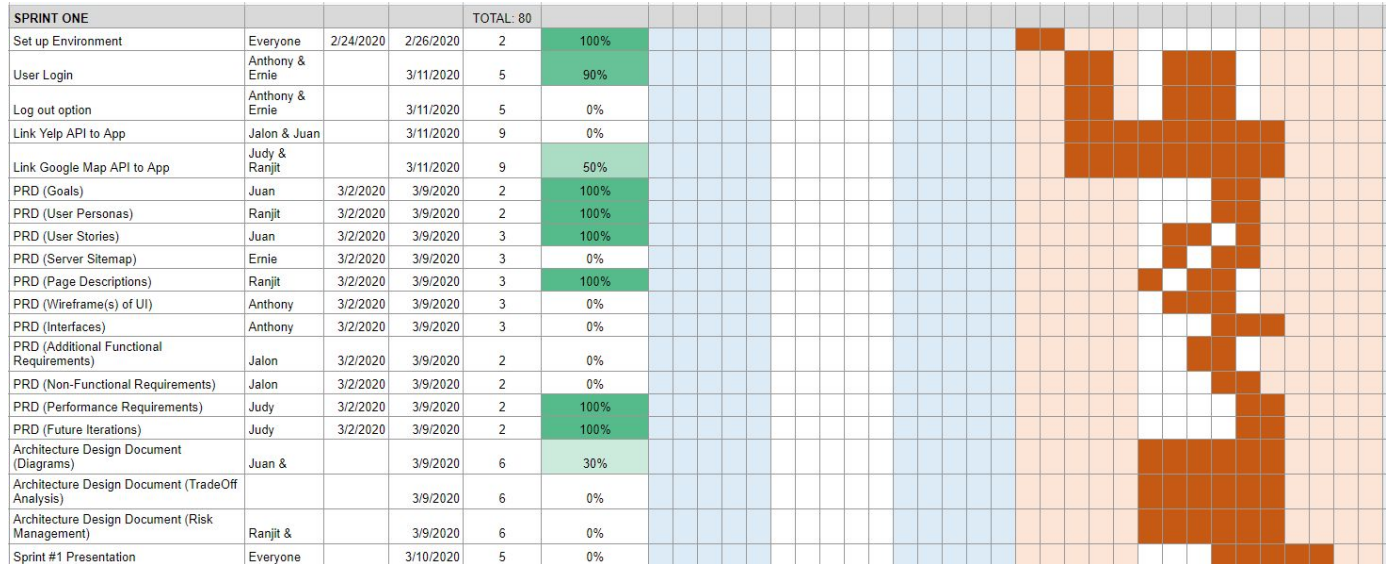 SPRINT ONE TOTAL: 80
Set up Environment Everyone 2/24/2020 2/26/2020 2 100%
User Login Anthony & Ernie 3/11/2020 5 90%
Log out option Anthony & Ernie 3/11/2020 5 0%
Link Yelp API to App Jalon & Juan 3/11/2020 9 0%
Link Google Map API to App Judy & Ranjit 3/11/2020 9 50%
PRD (Goals) Juan 3/2/2020 3/9/2020 2 100%
PRD (User Personas) Ranjit 3/2/2020 3/9/2020 2 100%
PRD (User Stories) Juan 3/2/2020 3/9/2020 3 100%
PRD (Server Sitemap) Ernie 3/2/2020 3/9/2020 3 0%
PRD (Page Descriptions) Ranjit 3/2/2020 3/9/2020 3 100%
PRD (Wireframe(s) of UI) Anthony 3/2/2020 3/9/2020 3 0%
PRD (Interfaces) Anthony 3/2/2020 3/9/2020 3 0%
PRD (Additional Functional Requirements) Jalon 3/2/2020 3/9/2020 2 0%
PRD (Non-Functional Requirements) Jalon 3/2/2020 3/9/2020 2 0%
PRD (Performance Requirements) Judy 3/2/2020 3/9/2020 2 100%
PRD (Future Iterations) Judy 3/2/2020 3/9/2020 2 100%
Architecture Design Document (Diagrams) Juan & 3/9/2020 6 30%
Architecture Design Document (TradeOff Analysis) 3/9/2020 6 0%
Architecture Design Document (Risk Management) Ranjit & 3/9/2020 6 0%
Sprint #1 Presentation Everyone 3/10/2020 5 0%